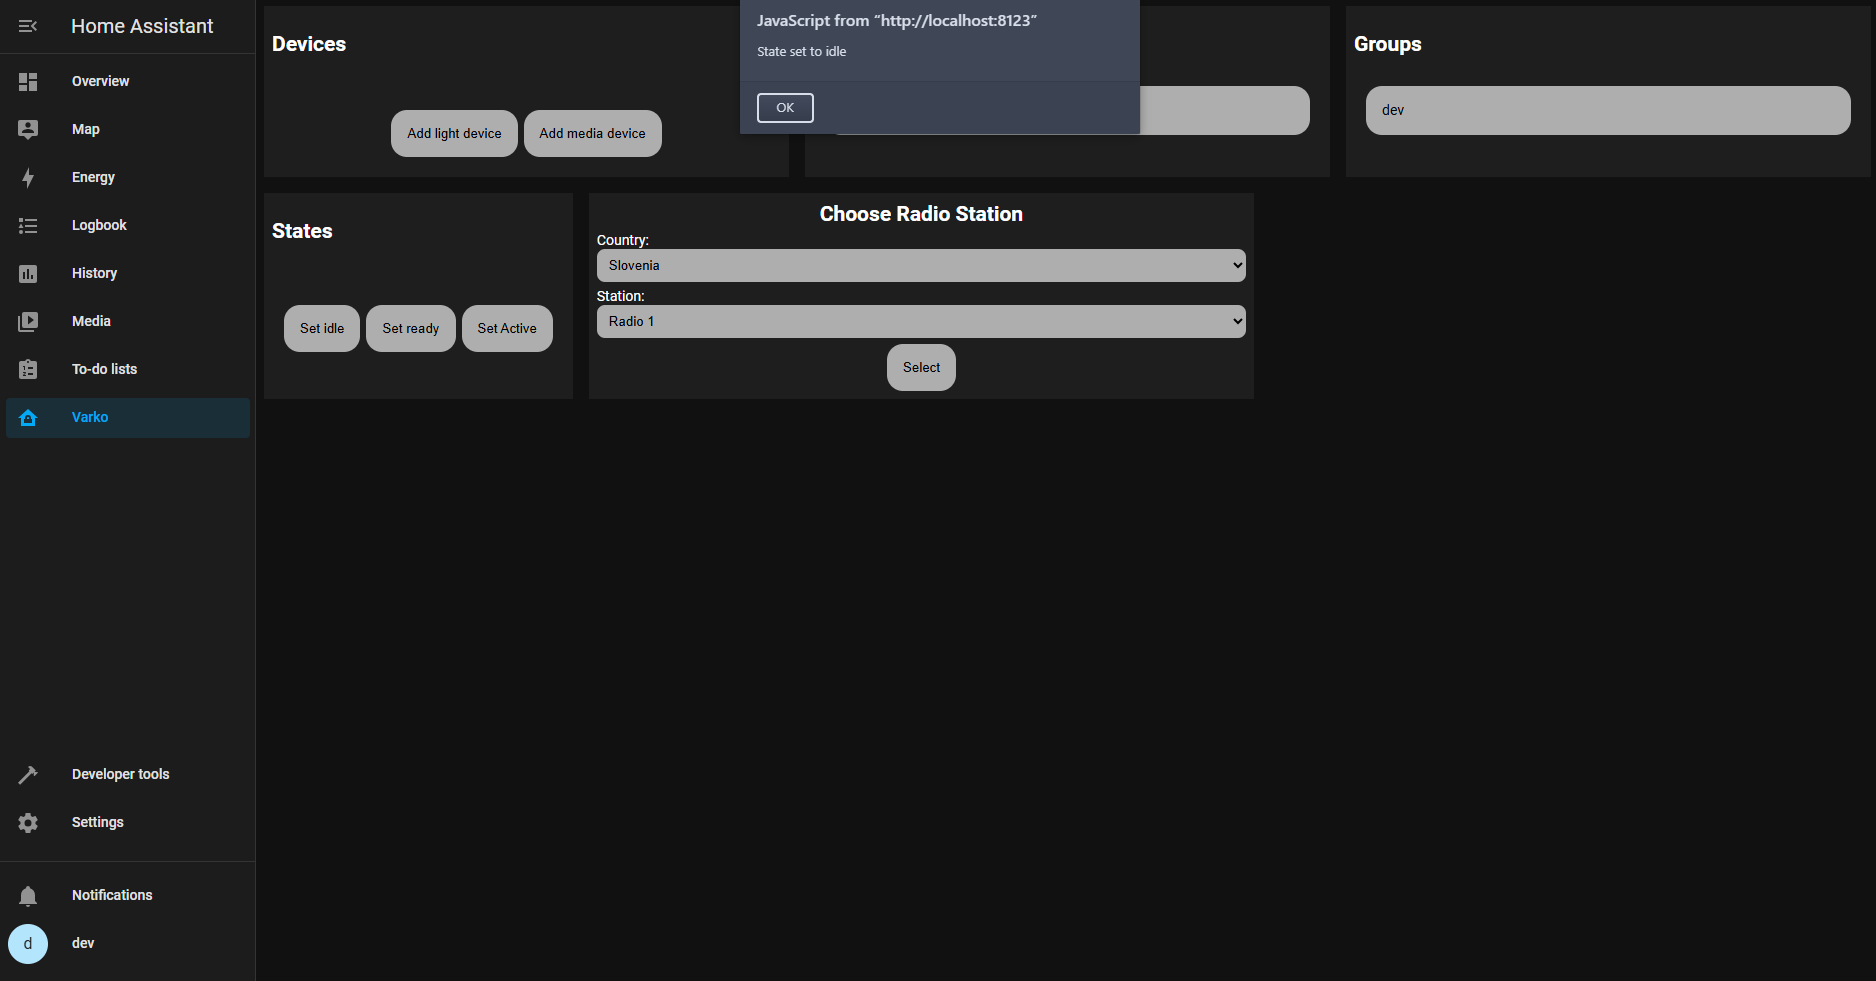 Home Assistant
Overview
Map
Energy
Logbook
History
Media
To-do lists
Varko
Developer tools
Settings
Notifications
d
dev
JavaScript from “http://localhost:8123”
State set to idle
OK
Devices
Add light device
Add media device
Groups
dev
States
Set idle
Set ready
Set Active
Choose Radio Station
Country:
Slovenia
Station:
Radio 1
Select